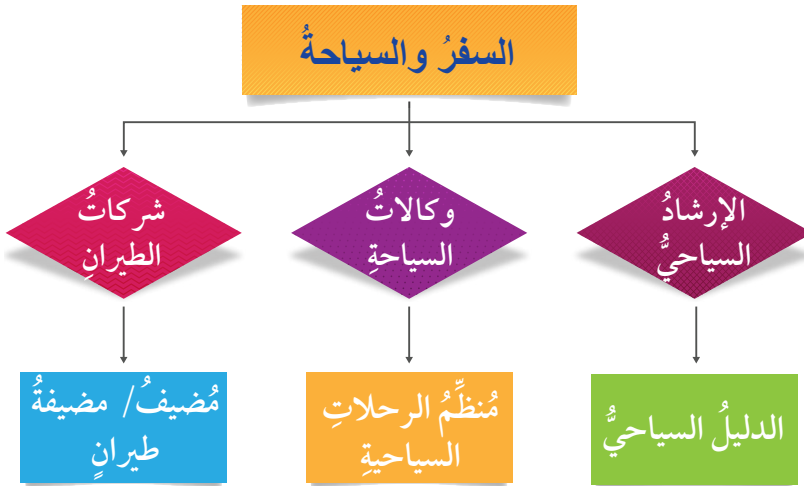 السفرُ والسياحةُ
الإرشادُ
السياحيُّ
وكالاتُ
السياحةِ
شركاتُ
الطيرانِ
الدليلُ السياحيُّ
مُنظِّمُ الرحلاتِ
السياحيةِ
مُضيفُ/ مضيفةُ
طيرانٍ